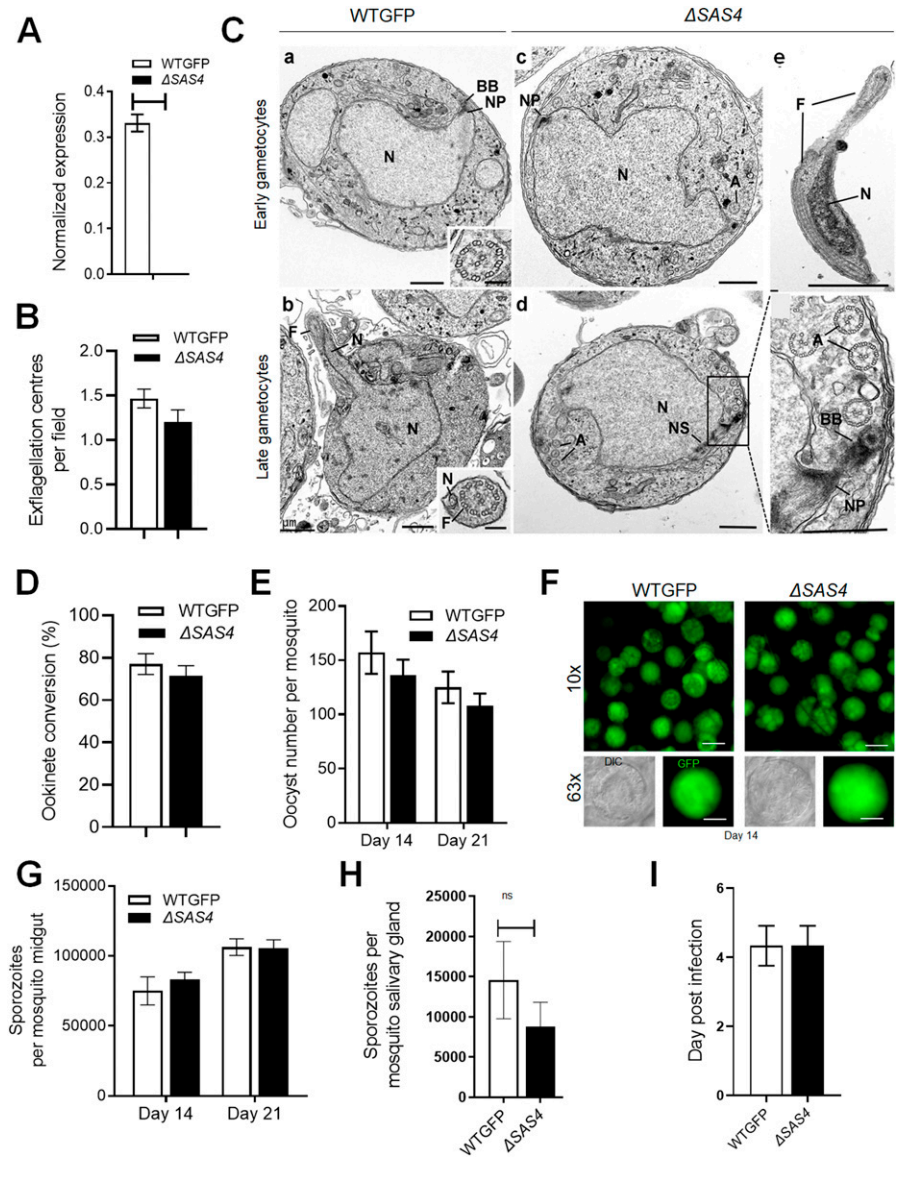 A
WTGFP
ΔSAS4
0.4
0.3
0.3
0.1
0.0
Normalized expression
B
WTGFP
ΔSAS4
2.0
1.5
1.0
0.5
0.0
Exflagellation centres
per field
C
WTGFP
ΔSAS4
Early gametocytes
Late gametocytes
a
BB
NP
N
c
NP
N
A
e
F
N
b
F
N
N
N
F
µm
d
N
NS
A
A
BB
NP
D
WTGFP
ΔSAS4
100
80
60
40
20
0
Ookinete conversion (%)
E
WTGFP
ΔSAS4
200
150
100
50
0
Oocyst number per mosquito
Day 14
Day 21
F
WTGFP
ΔSAS4
10x
63x
DIC
GFP
Day 14
G
WTGFP
ΔSAS4
150000
100000
50000
0
Sporozoites
per mosquito midgut
Day 14
Day 21
H
ns
25000
20000
15000
10000
5000
0
Sporozoites per
mosquito salivary gland
WTGFP
ΔSAS4
I
6
4
2
0
Day post infection
WTGFP
ΔSAS4